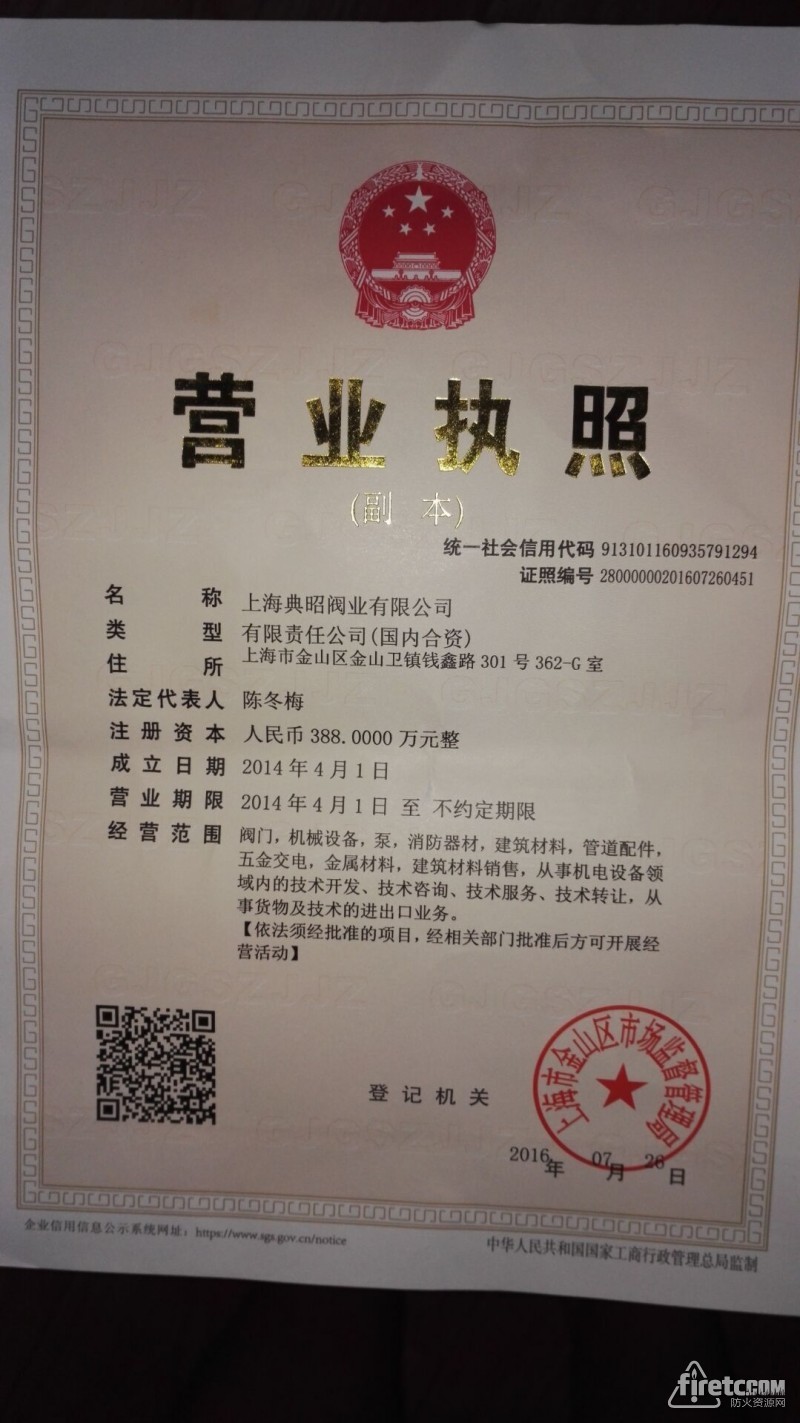 营业执照
(副本)
统一社会信用代码 913101160935791294
证照编号 28000000201607260451
名称 上海典昭阀业有限公司
类型 有限责任公司(国内合资)
住所 上海市金山区金山卫镇钱鑫路301号362-G室
法定代表人 陈冬梅
注册资本 人民币388.0000万元整
成立日期 2014年4月1日
营业期限 2014年4月1日 至 不约定期限
经营范围 阀门，机械设备，泵，消防器材，建筑材料，管道配件，
五金交电，金属材料，建筑材料销售，从事机电设备领
域内的技术开发、技术咨询、技术服务、技术转让，从
事货物及技术的进出口业务。
【依法须经批准的项目，经相关部门批准后方可开展经
营活动】
登记机关
上海市金山区市场监督管理局
2016年07月26日
企业信用信息公示系统网址：https://www.sgs.gov.cn/notice
中华人民共和国国家工商行政管理总局监制
firetc.com
防火资源网